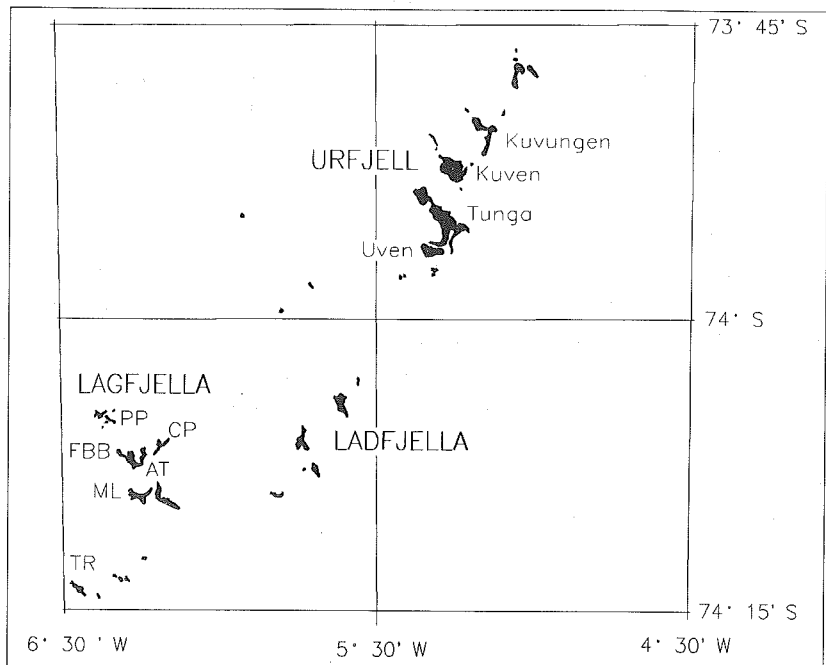 73° 45' S
Kuvungen
URFJELL
Kuven
Tunga
Uven
74° S
LAGFJELLA
PP
CP
FBB
LADFJELLA
AT
ML
TR
74° 15' S
6° 30 ' W
5° 30' W
4° 30' W